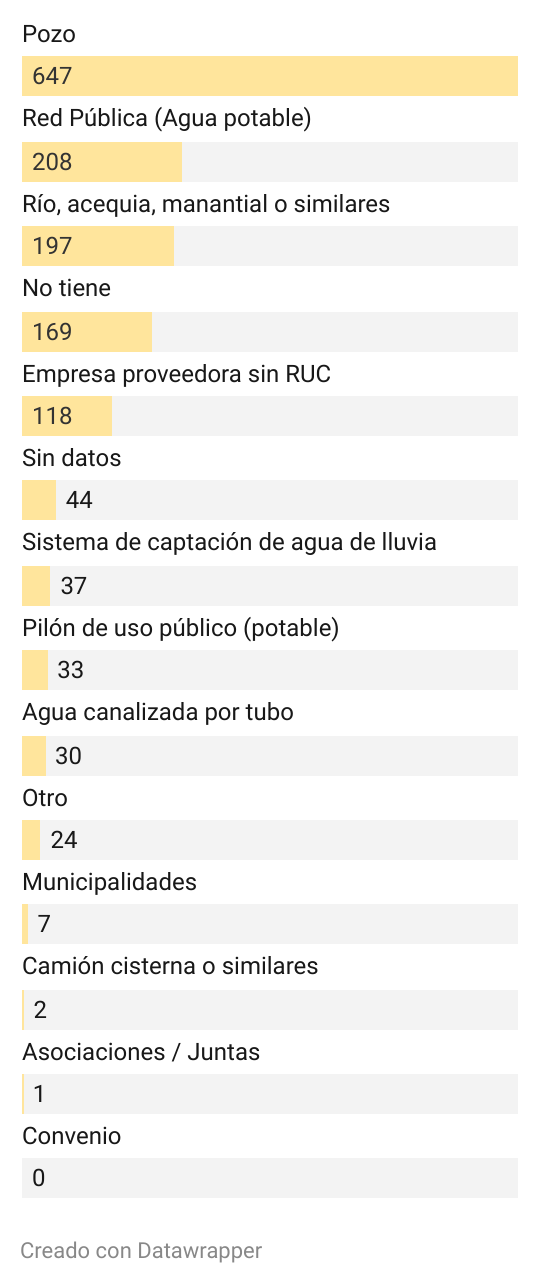 Pozo
647
Red Pública (Agua potable)
208
Río, acequia, manantial o similares
197
No tiene
169
Empresa proveedora sin RUC
118
Sin datos
44
Sistema de captación de agua de lluvia
37
Pilón de uso público (potable)
33
Agua canalizada por tubo
30
Otro
24
Municipalidades
7
Camión cisterna o similares
2
Asociaciones / Juntas
1
Convenio
0
Creado con Datawrapper